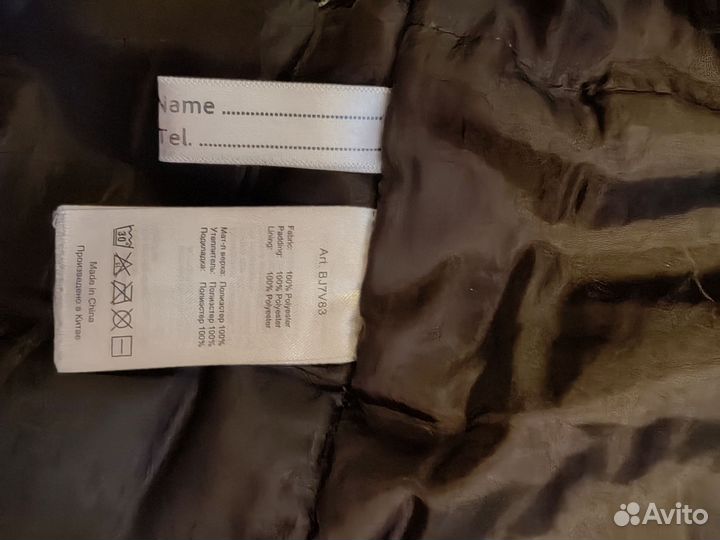 Name ..........................
Tel. ..............................
Art. BJ7V83
Fabric: 100% Polyester
Padding: 100% Polyester
Lining: 100% Polyester
Мат-л верха: Полиэстер 100%
Утеплитель: Полиэстер 100%
Подкладка: Полиэстер 100%
30
Made in China
Произведено в Китае
Avito